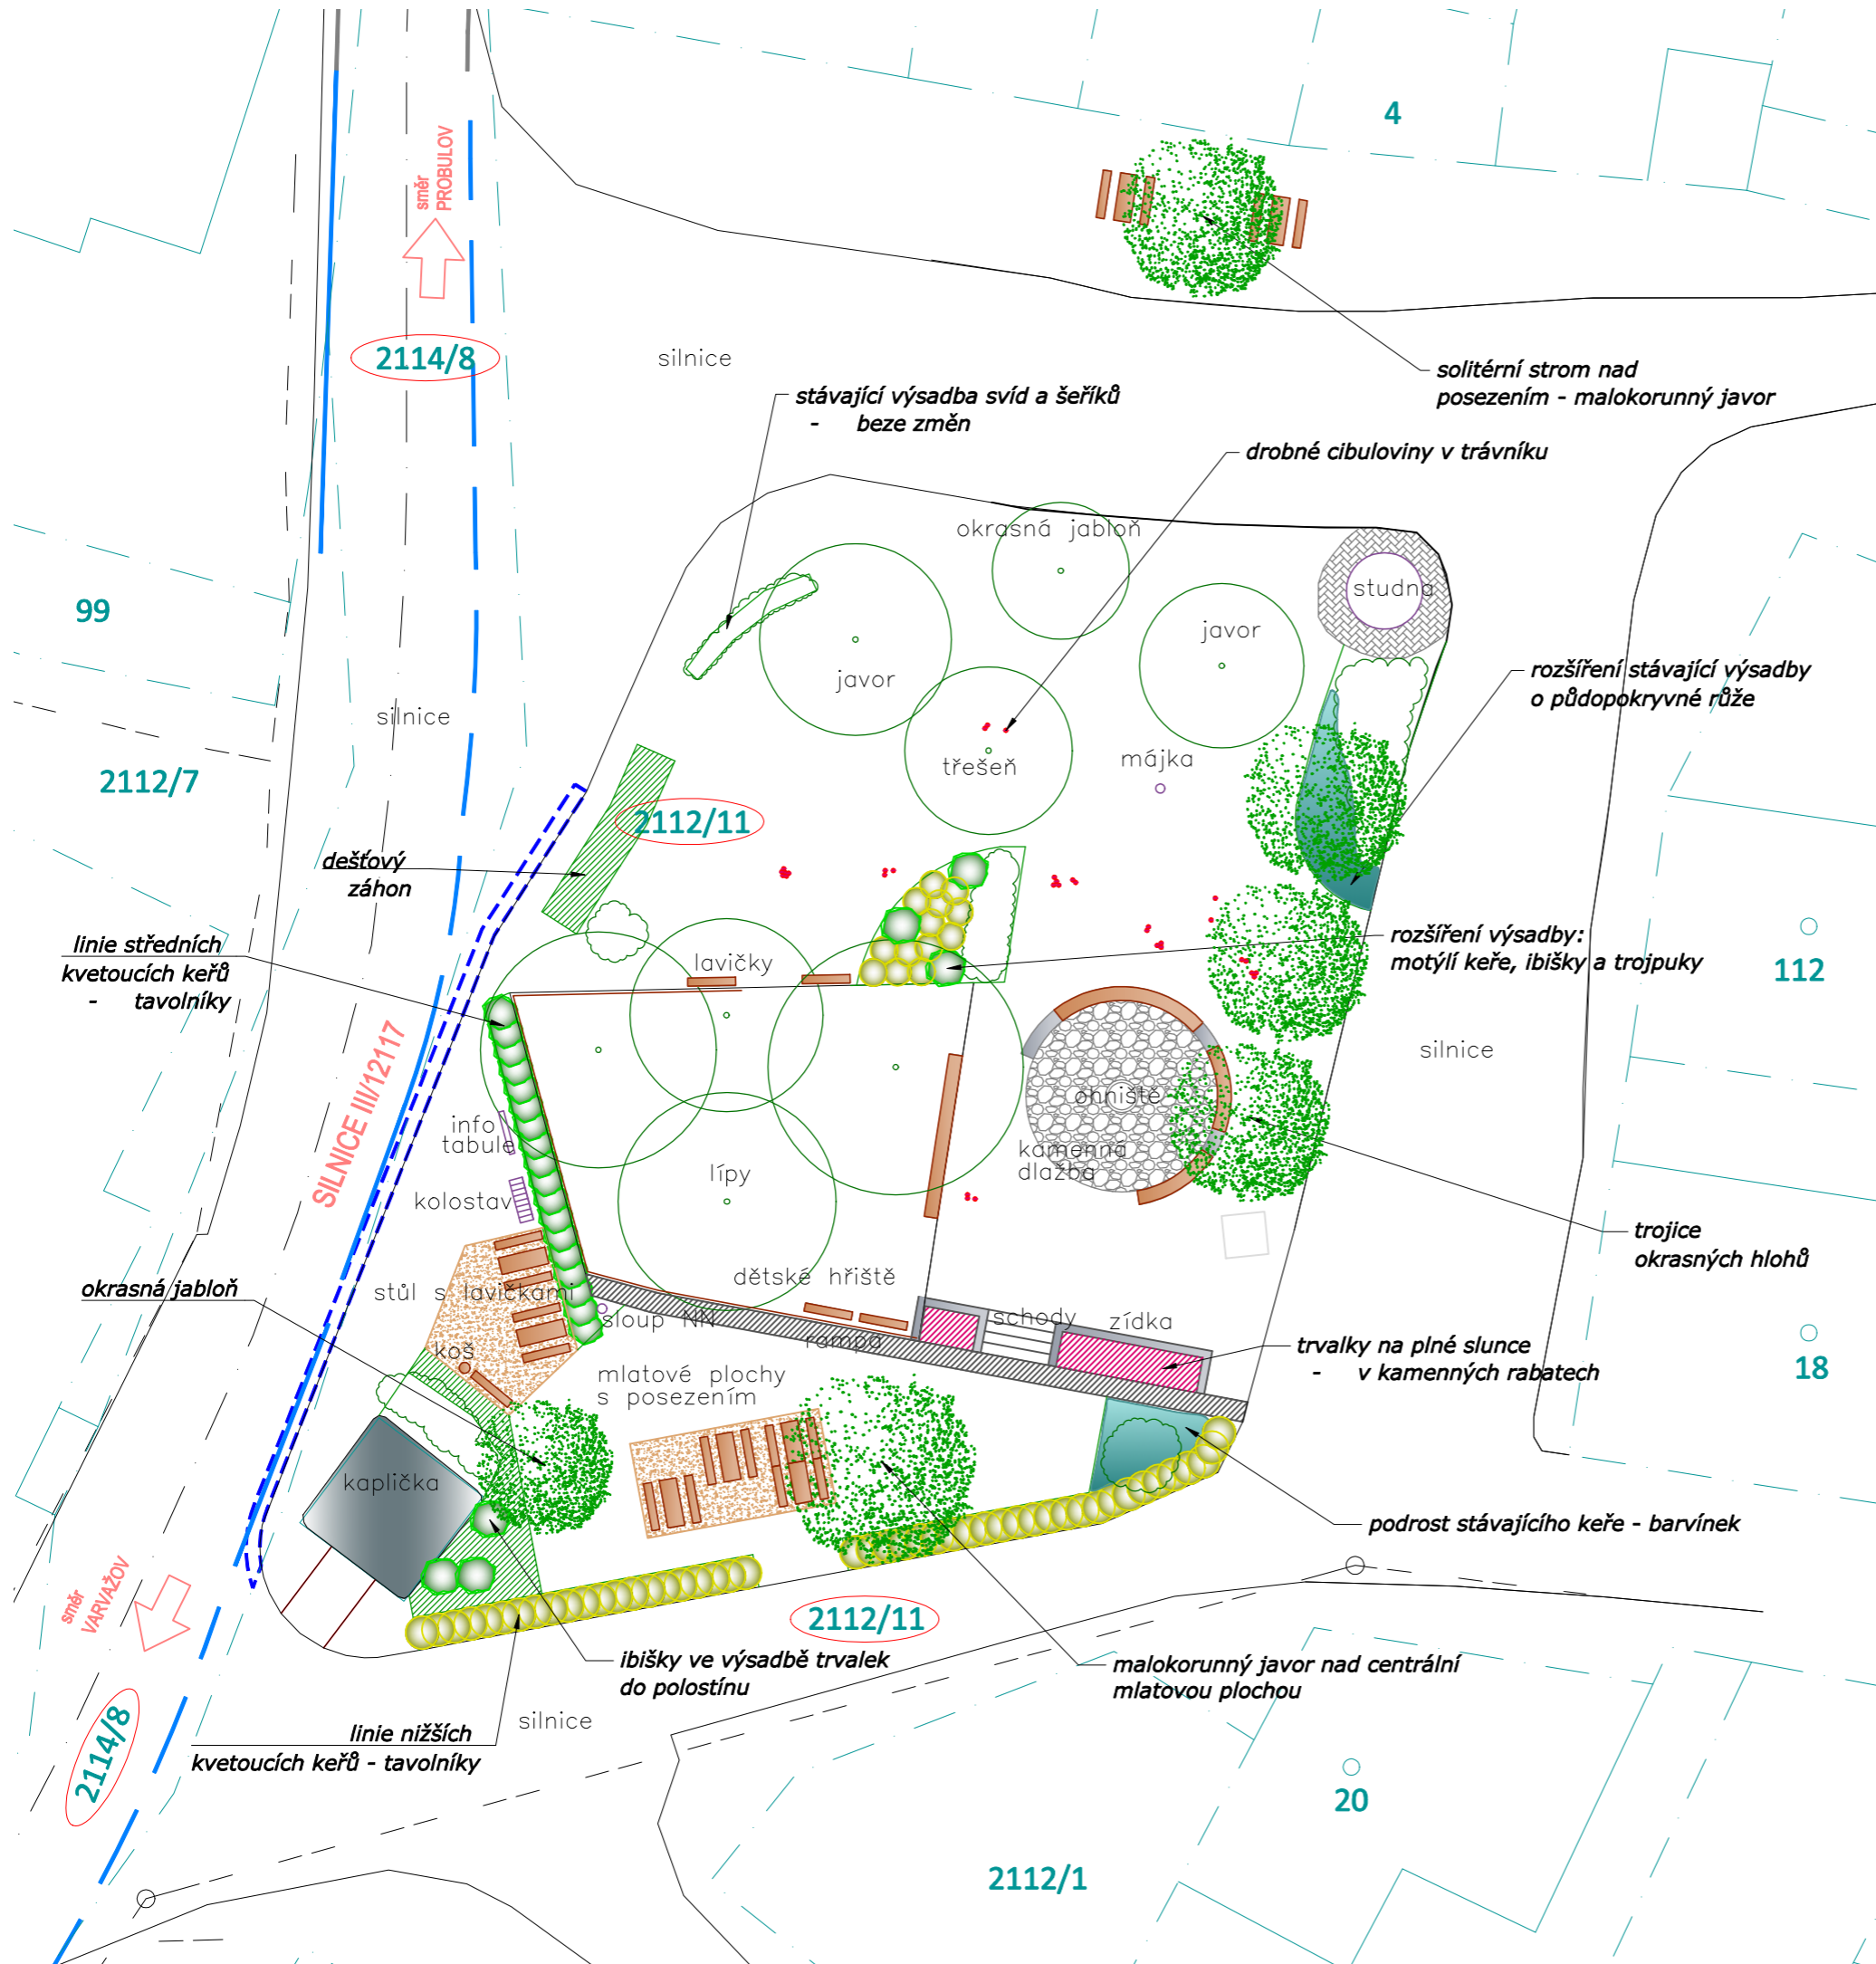 4
směr
PROBULOV
2114/8
silnice
solitérní strom nad
posezením - malokorunný javor
stávající výsadba svíd a šeříků
- beze změn
drobné cibuloviny v trávníku
okrasná jabloň
studna
99
javor
javor
rozšíření stávající výsadby
o půdopokryvné růže
silnice
třešeň
májka
2112/7
2112/11
dešťový
záhon
linie středních
kvetoucích keřů
- tavolníky
lavičky
rozšíření výsadby:
motýlí keře, ibišky a trojpuky
112
SILNICE III/12117
silnice
info
tabule
ohniště
kamenná
dlažba
lípy
kolostav
trojice
okrasných hlohů
okrasná jabloň
stůl s lavičkami
dětské hřiště
sloup NN
rampa
schody
zídka
koš
trvalky na plné slunce
- v kamenných rabatech
18
mlatové plochy
s posezením
kaplička
podrost stávajícího keře - barvínek
směr
VARVAŽOV
2112/11
ibišky ve výsadbě trvalek
do polostínu
malokorunný javor nad centrální
mlatovou plochou
2114/8
linie nižších
kvetoucích keřů - tavolníky
silnice
20
2112/1